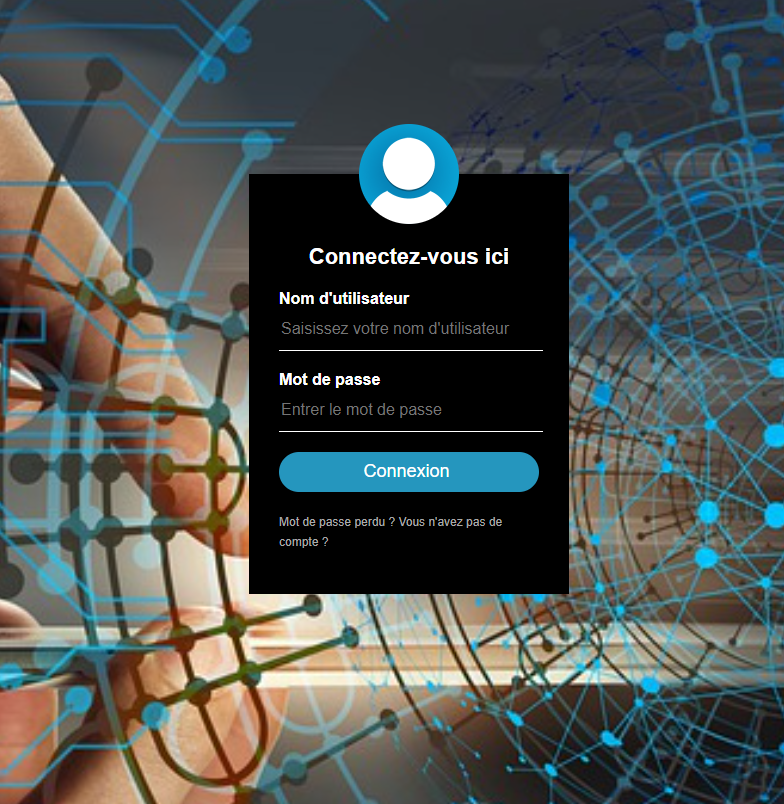 Connectez-vous ici
Nom d'utilisateur
Saisissez votre nom d'utilisateur
Mot de passe
Entrer le mot de passe
Connexion
Mot de passe perdu ? Vous n'avez pas de
compte ?